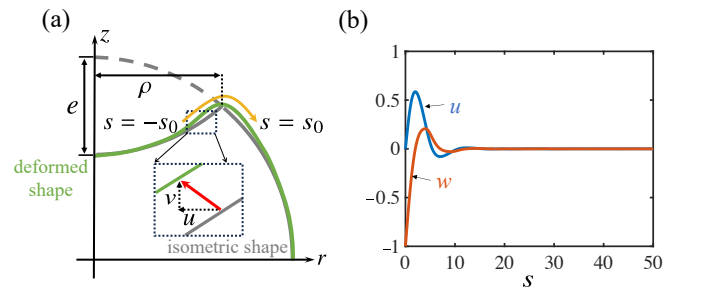 (a)
z
ρ
e
s = −s₀
s = s₀
deformed
shape
v
u
isometric shape
r
(b)
1
0.5
0
−0.5
−1
u
w
0
10
20
30
40
50
s